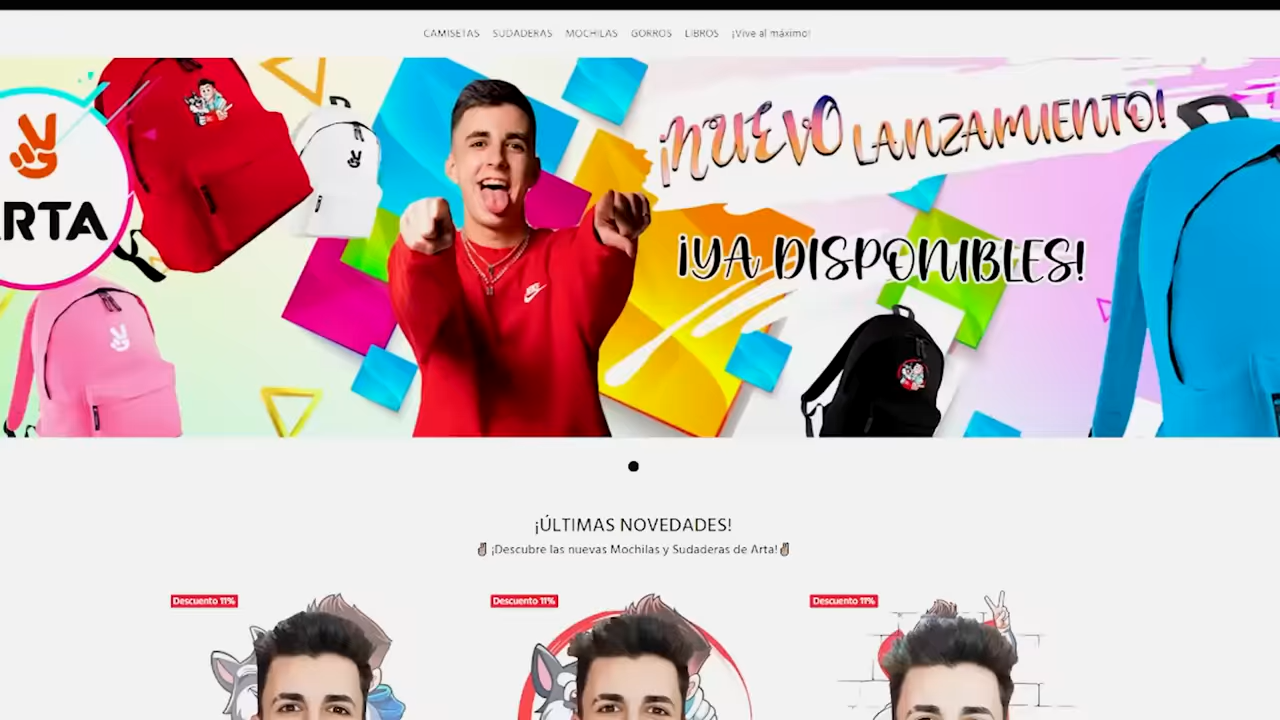 CAMISETAS SUDADERAS MOCHILAS GORROS LIBROS ¡Vive al máximo!
¡NUEVO LANZAMIENTO!
ARTA
¡YA DISPONIBLES!
¡ÚLTIMAS NOVEDADES!
✌🏽 ¡Descubre las nuevas Mochilas y Sudaderas de Arta!✌🏽
Descuento 11% Descuento 11% Descuento 11%